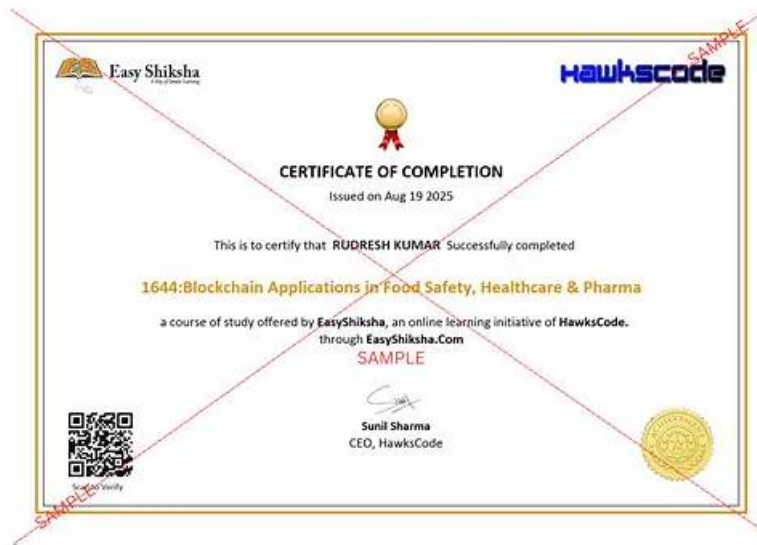 SAMPLE
Easy Shiksha
HawksCode
CERTIFICATE OF COMPLETION
Issued on Aug 19 2025
This is to certify that RUDRESH KUMAR Successfully completed
1644:Blockchain Applications in Food Safety, Healthcare & Pharma
a course of study offered by EasyShiksha, an online learning initiative of HawksCode.
through EasyShiksha.Com
SAMPLE
Sunil Sharma
CEO, HawksCode
Scan to Verify
SAMPLE